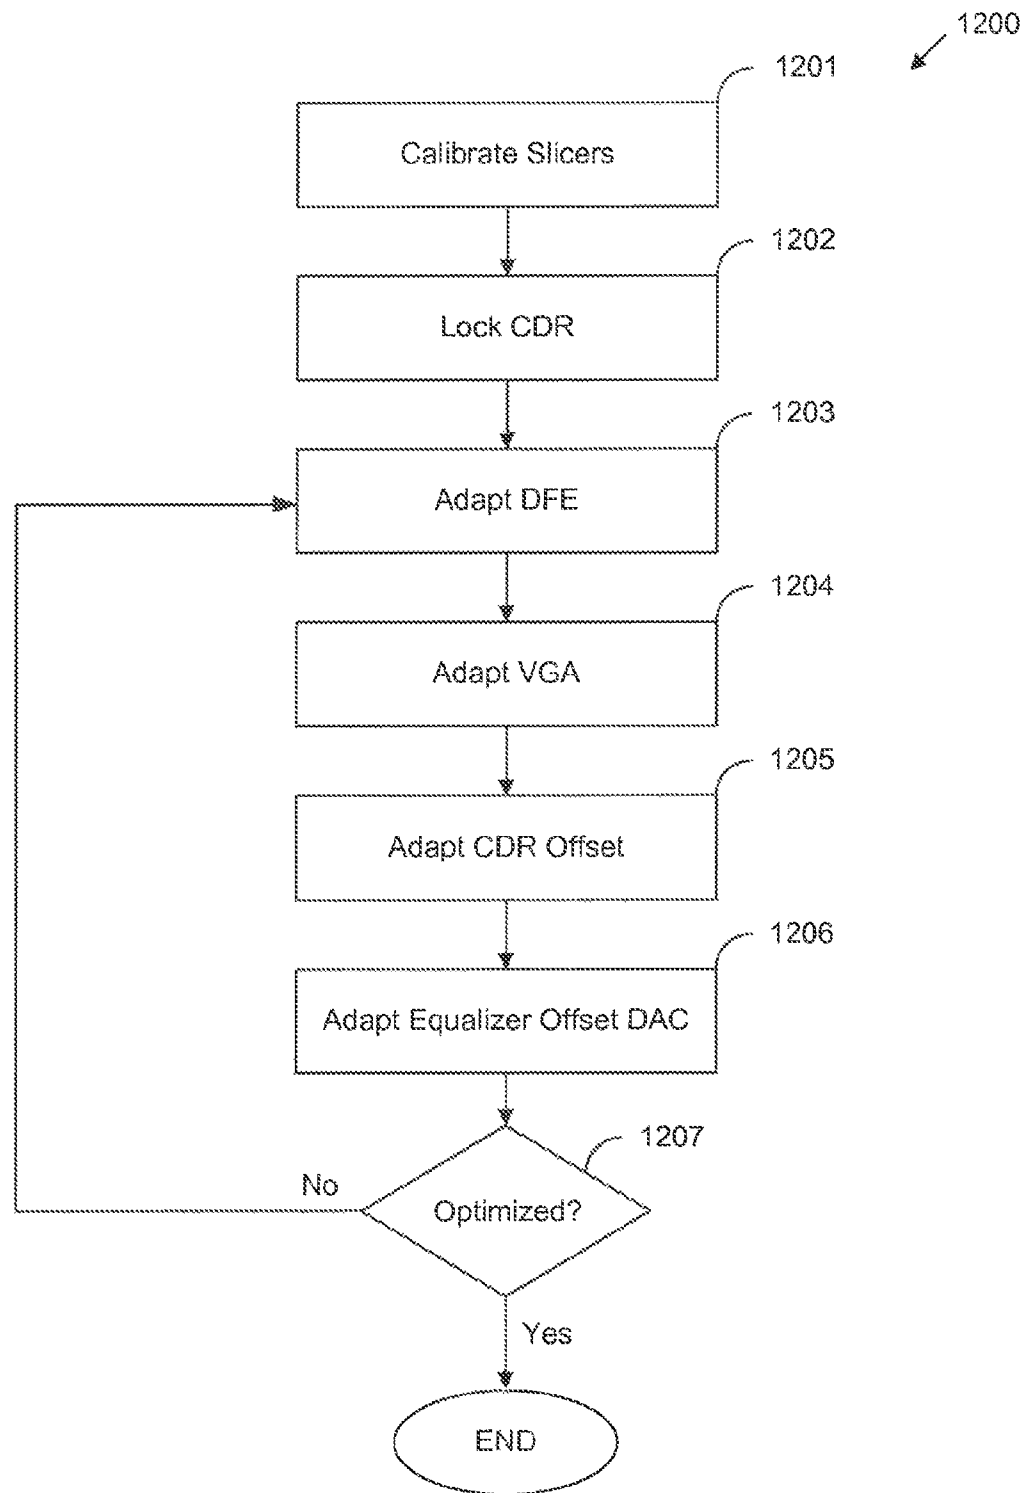 1200
1201
Calibrate Slicers
1202
Lock CDR
1203
Adapt DFE
1204
Adapt VGA
1205
Adapt CDR Offset
1206
Adapt Equalizer Offset DAC
1207
No
Optimized?
Yes
END